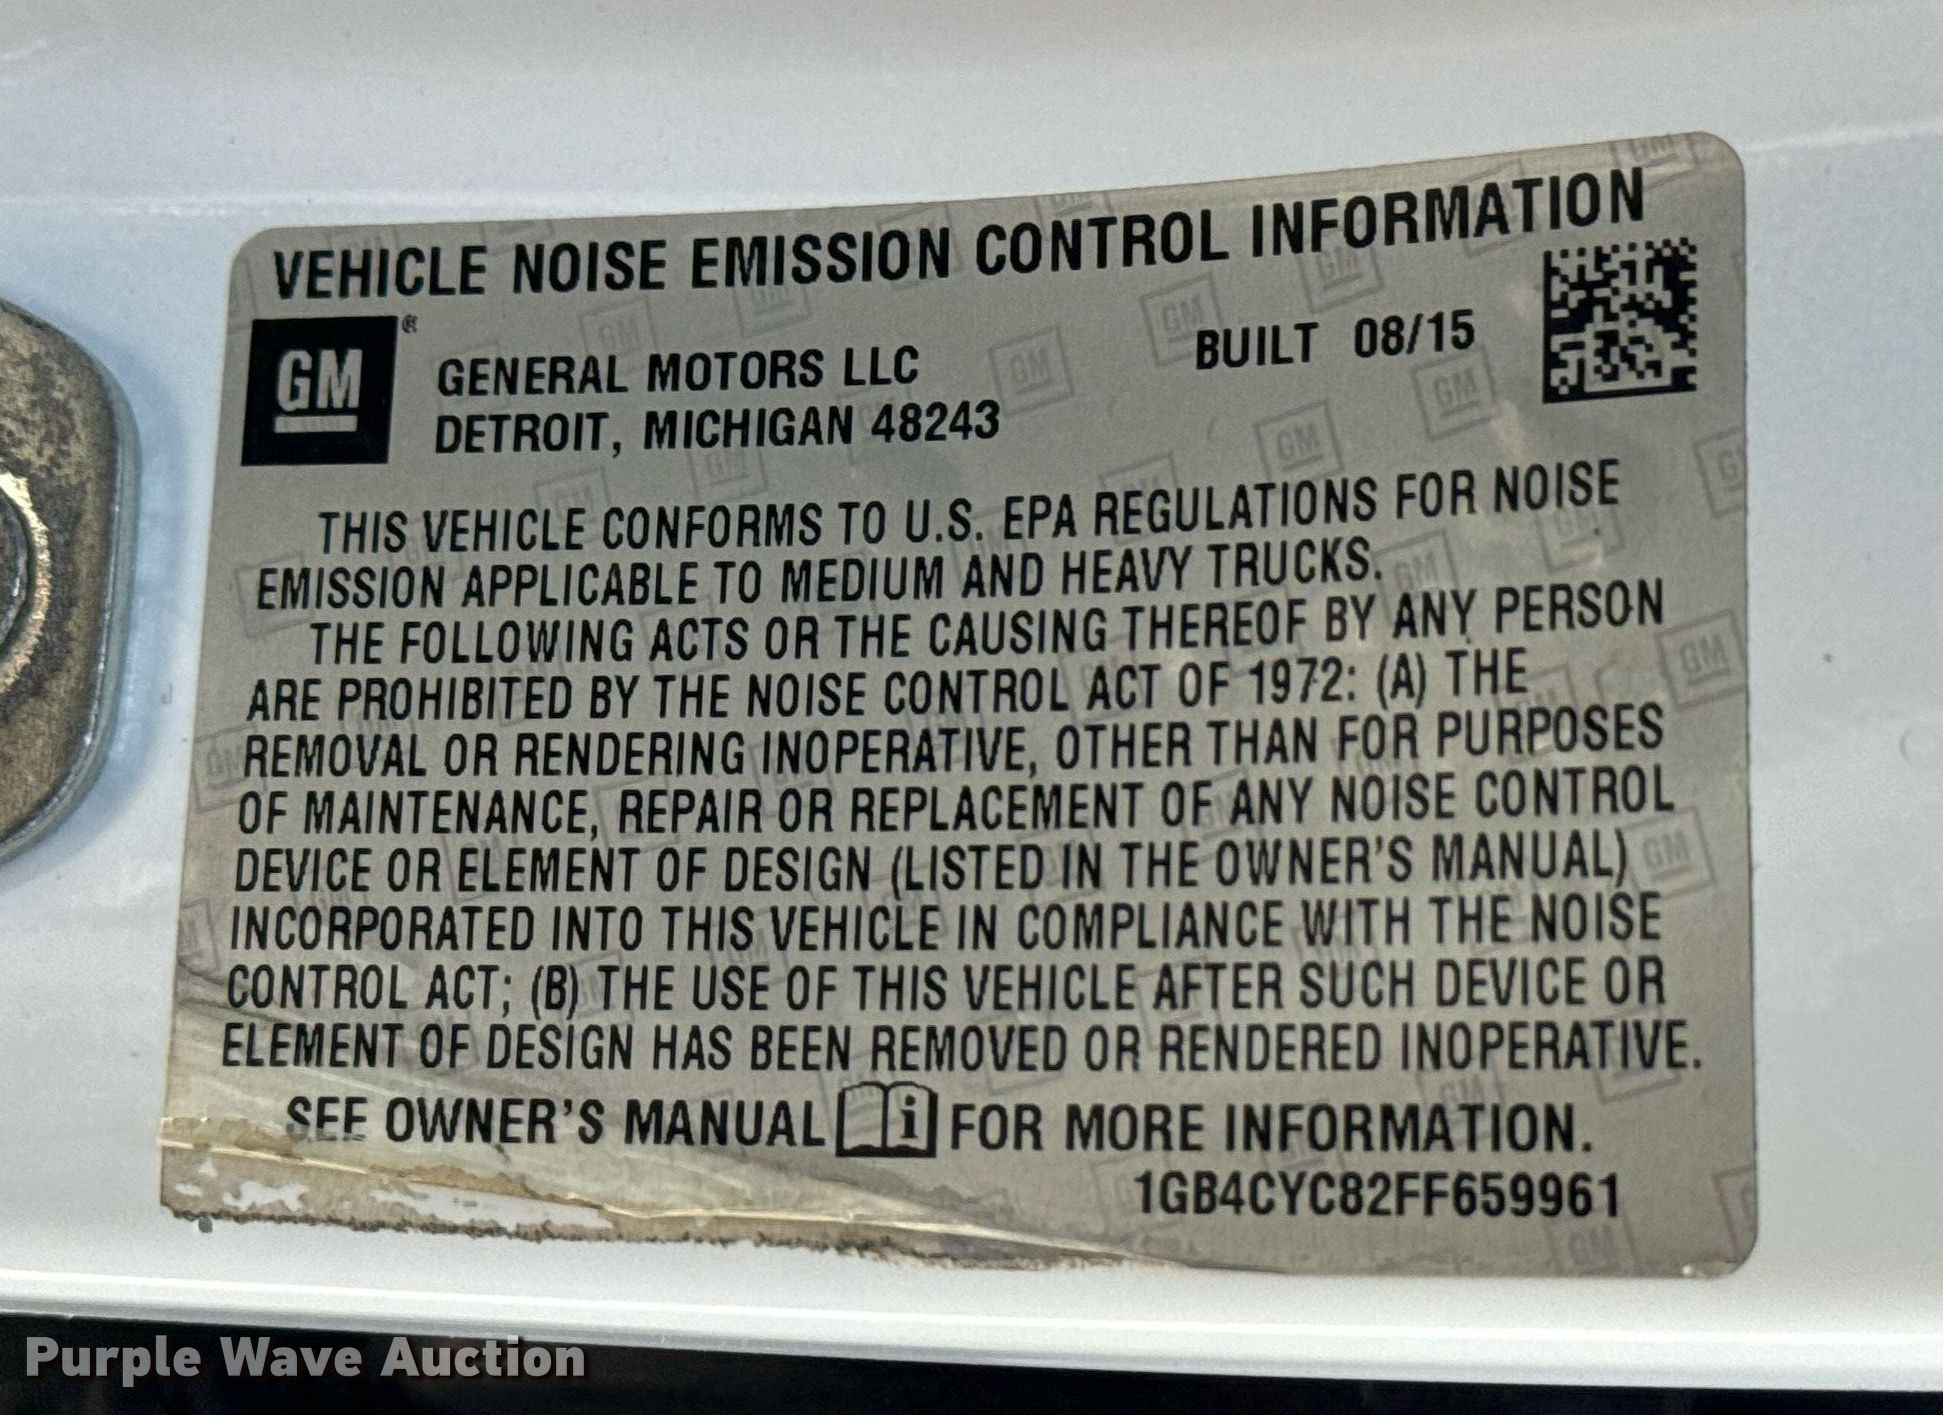 VEHICLE NOISE EMISSION CONTROL INFORMATION
GM ®
GENERAL MOTORS LLC
BUILT 08/15
DETROIT, MICHIGAN 48243
THIS VEHICLE CONFORMS TO U.S. EPA REGULATIONS FOR NOISE
EMISSION APPLICABLE TO MEDIUM AND HEAVY TRUCKS.
THE FOLLOWING ACTS OR THE CAUSING THEREOF BY ANY PERSON
ARE PROHIBITED BY THE NOISE CONTROL ACT OF 1972: (A) THE
REMOVAL OR RENDERING INOPERATIVE, OTHER THAN FOR PURPOSES
OF MAINTENANCE, REPAIR OR REPLACEMENT OF ANY NOISE CONTROL
DEVICE OR ELEMENT OF DESIGN (LISTED IN THE OWNER'S MANUAL)
INCORPORATED INTO THIS VEHICLE IN COMPLIANCE WITH THE NOISE
CONTROL ACT; (B) THE USE OF THIS VEHICLE AFTER SUCH DEVICE OR
ELEMENT OF DESIGN HAS BEEN REMOVED OR RENDERED INOPERATIVE.
SEE OWNER'S MANUAL i FOR MORE INFORMATION.
1GB4CYC82FF659961
Purple Wave Auction